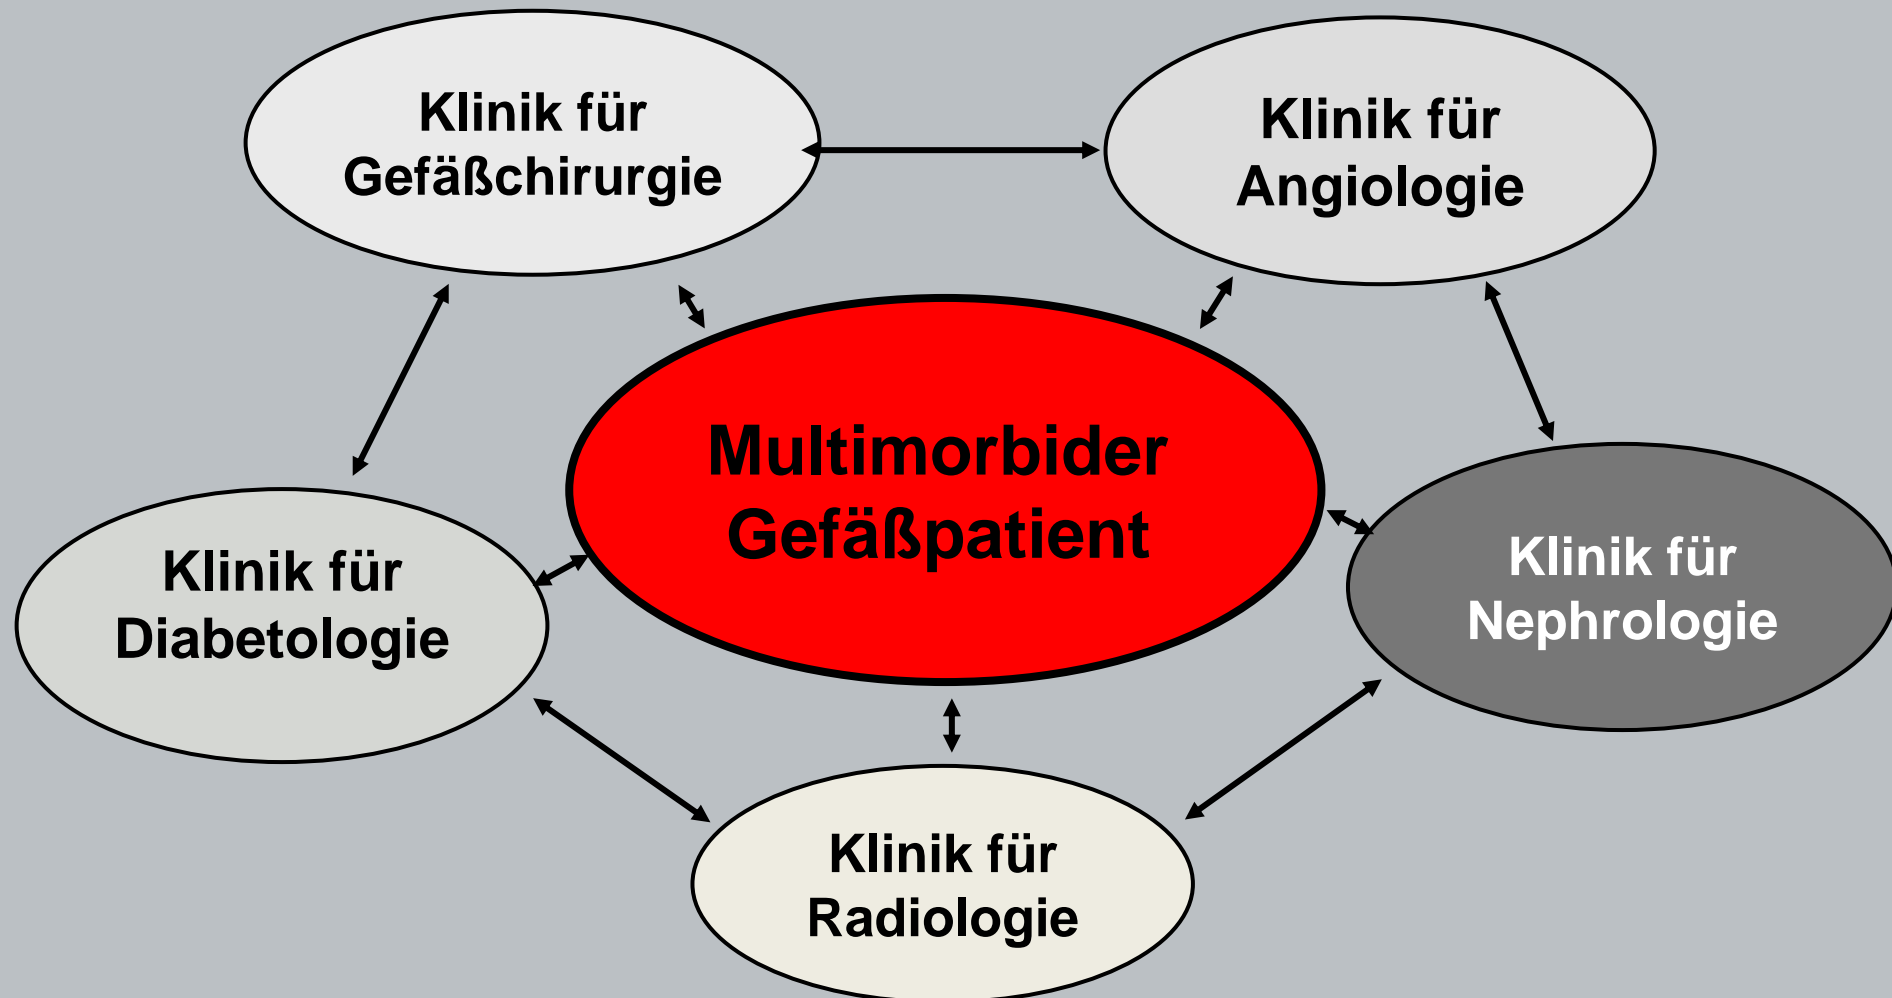 Klinik für
Gefäßchirurgie
Klinik für
Angiologie
Multimorbider
Gefäßpatient
Klinik für
Diabetologie
Klinik für
Nephrologie
Klinik für
Radiologie